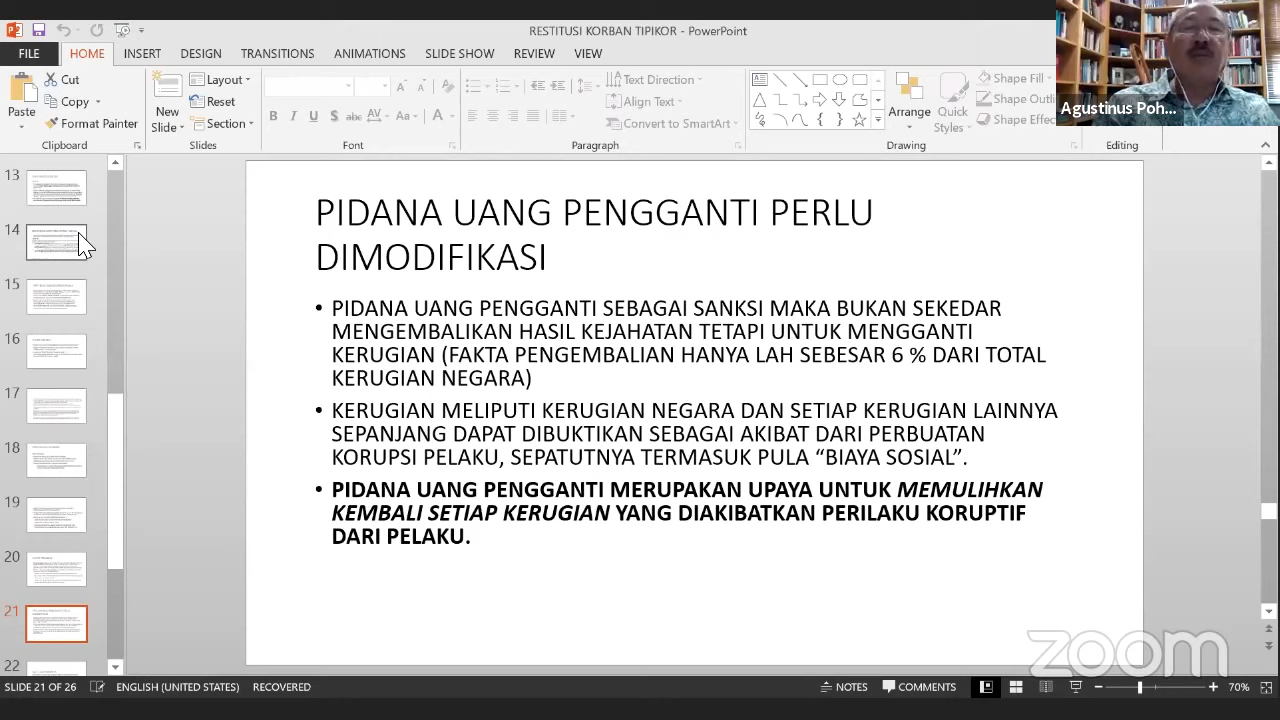 RESTITUSI KORBAN TIPIKOR - PowerPoint
FILE
HOME
INSERT
DESIGN
TRANSITIONS
ANIMATIONS
SLIDE SHOW
REVIEW
VIEW
Paste
Cut
Copy
Format Painter
Clipboard
New
Slide
Layout
Reset
Section
Slides
Font
Text Direction
Align Text
Convert to SmartArt
Paragraph
Arrange
Quick
Styles
Shape Fill
Shape Outli
Shape Effec
Drawing
Editing
Agustinus Poh...
13
14
15
16
17
18
19
20
21
22
PIDANA UANG PENGGANTI PERLU
DIMODIFIKASI
• PIDANA UANG PENGGANTI SEBAGAI SANKSI MAKA BUKAN SEKEDAR
MENGEMBALIKAN HASIL KEJAHATAN TETAPI UNTUK MENGGANTI
KERUGIAN (FAKTA PENGEMBALIAN HANYA LAH SEBESAR 6 % DARI TOTAL
KERUGIAN NEGARA)
• KERUGIAN MELIPUTI KERUGIAN NEGARA DAN SETIAP KERUGIAN LAINNYA
SEPANJANG DAPAT DIBUKTIKAN SEBAGAI AKIBAT DARI PERBUATAN
KORUPSI PELAKU, SEPATUTNYA TERMASUK PULA “BIAYA SOSIAL”.
• PIDANA UANG PENGGANTI MERUPAKAN UPAYA UNTUK MEMULIHKAN
KEMBALI SETIAP KERUGIAN YANG DIAKIBATKAN PERILAKU KORUPTIF
DARI PELAKU.
zoom
SLIDE 21 OF 26
ENGLISH (UNITED STATES)
RECOVERED
NOTES
COMMENTS
70%